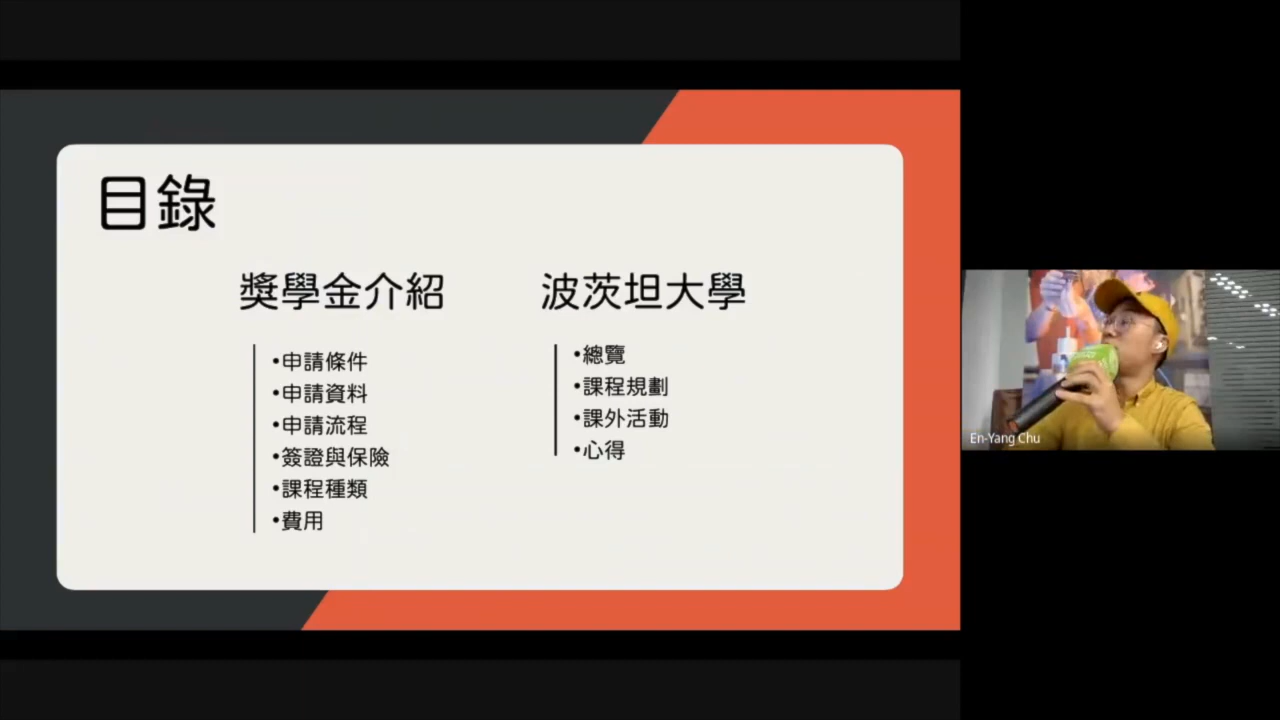 目錄
獎學金介紹
•申請條件
•申請資料
•申請流程
•簽證與保險
•課程種類
•費用
波茨坦大學
•總覽
•課程規劃
•課外活動
•心得
En-Yang Chu